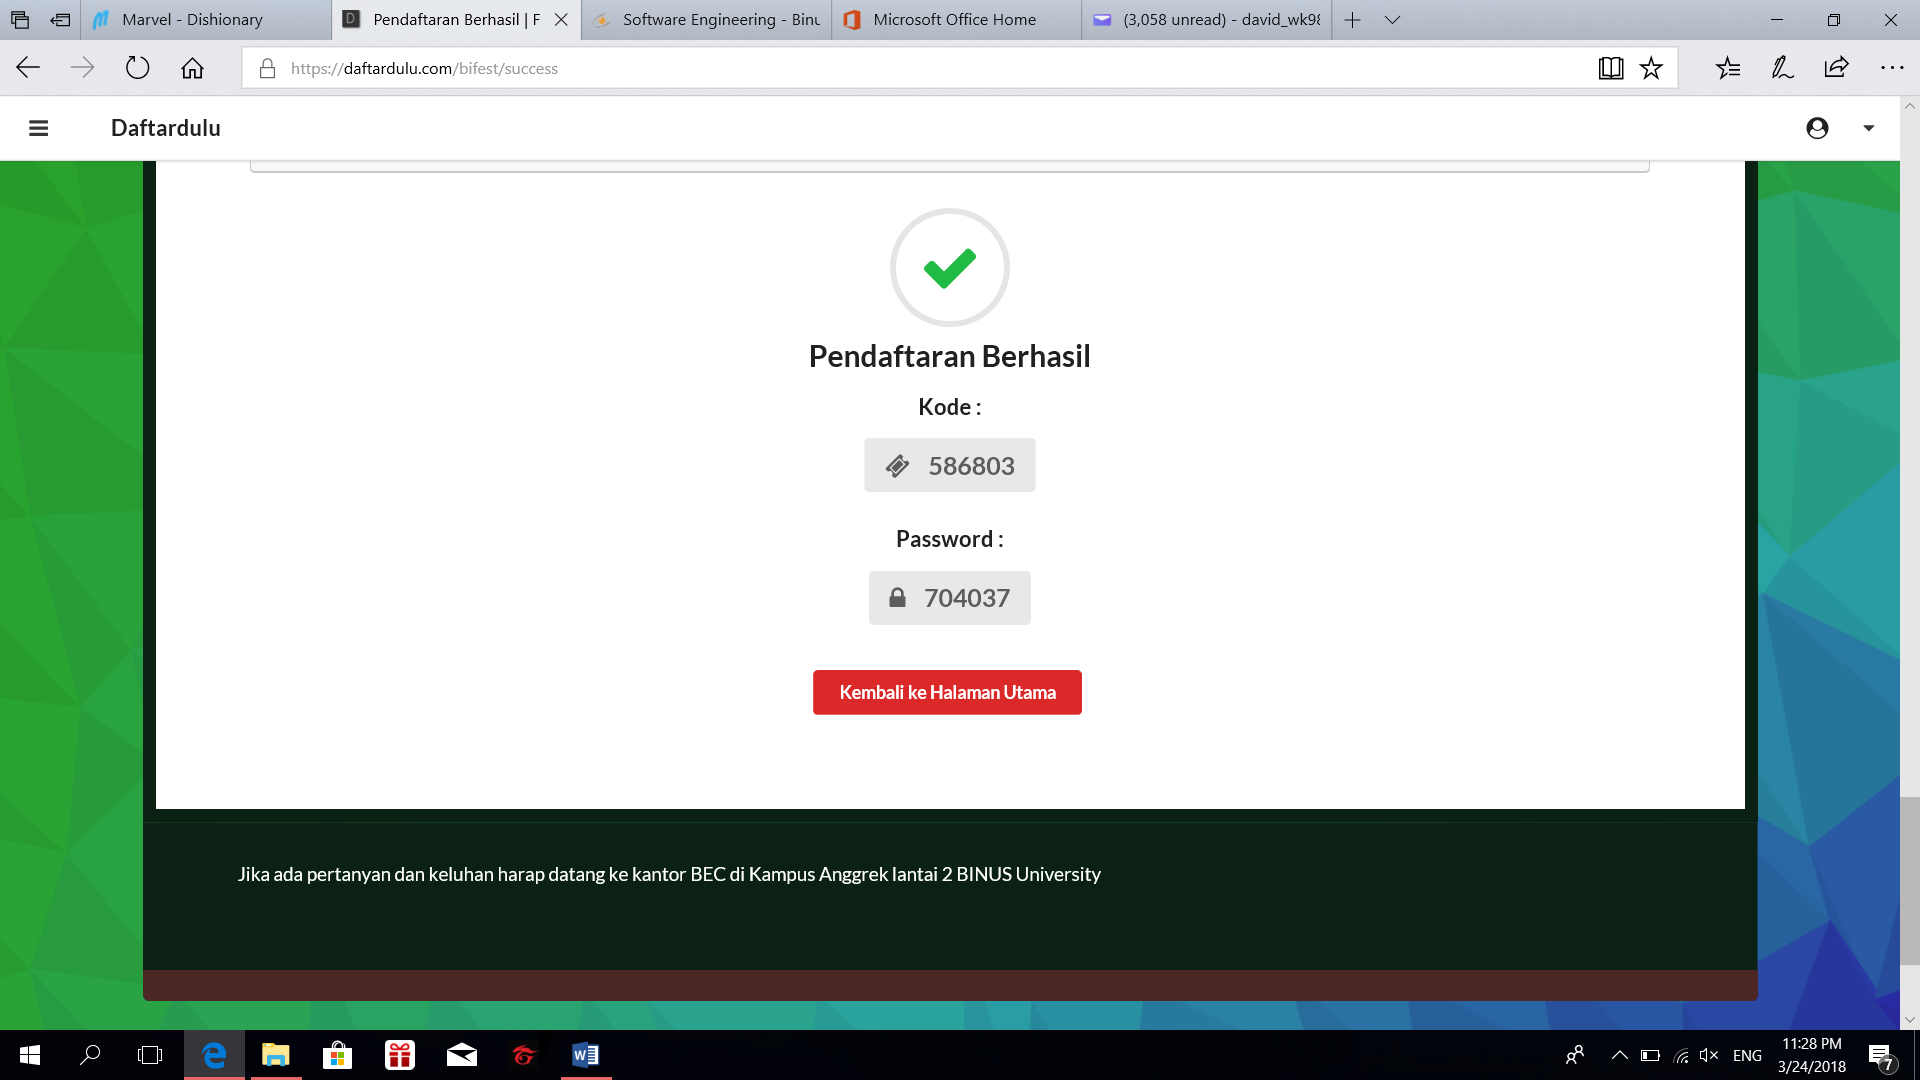 Marvel - Dishionary
Pendaftaran Berhasil | F
Software Engineering - Binu
Microsoft Office Home
(3,058 unread) - david_wk98
https://daftardulu.com/bifest/success
Daftardulu
Pendaftaran Berhasil
Kode :
586803
Password :
704037
Kembali ke Halaman Utama
Jika ada pertanyan dan keluhan harap datang ke kantor BEC di Kampus Anggrek lantai 2 BINUS University
ENG
11:28 PM
3/24/2018
7